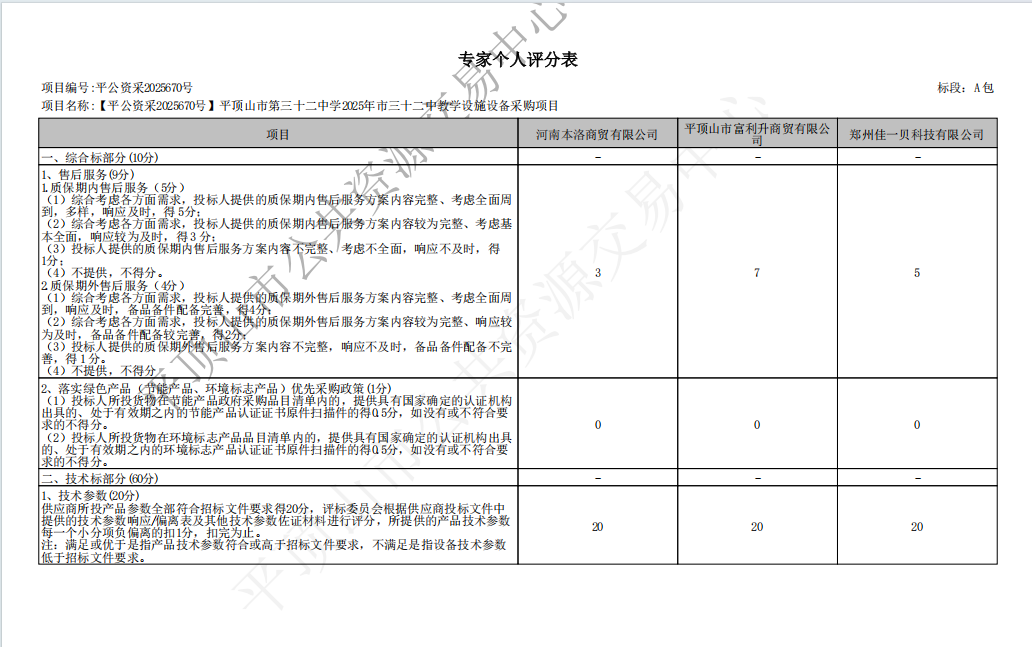 专家个人评分表
项目编号:平公资采2025670号
标段: A包
项目名称:【平公资采2025670号】平顶山市第三十二中学2025年市三十二中教学设施设备采购项目
项目
河南本洛商贸有限公司
平顶山市富利升商贸有限公
司
郑州佳一贝科技有限公司
一、综合标部分(10分)
-
-
-
1、售后服务(9分)
1.质保期内售后服务（5分）
（1）综合考虑各方面需求，投标人提供的质保期内售后服务方案内容完整、考虑全面周
到，多样，响应及时，得5分；
（2）综合考虑各方面需求，投标人提供的质保期内售后服务方案内容较为完整、考虑基
本全面，响应较为及时，得3分；
（3）投标人提供的质保期内售后服务方案内容不完整、考虑不全面，响应不及时，得
1分；
（4）不提供，不得分。
2.质保期外售后服务（4分）
（1）综合考虑各方面需求，投标人提供的质保期外售后服务方案内容完整、考虑全面周
到，响应及时，备品备件配备完善，得4分；
（2）综合考虑各方面需求，投标人提供的质保期外售后服务方案内容较为完整、响应较
为及时，备品备件配备较完善，得2分；
（3）投标人提供的质保期外售后服务方案内容不完整，响应不及时，备品备件配备不完
善，得1分。
（4）不提供，不得分。
3
7
5
2、落实绿色产品（节能产品、环境标志产品）优先采购政策(1分)
（1）投标人所投货物在节能产品政府采购品目清单内的，提供具有国家确定的认证机构
出具的、处于有效期之内的节能产品认证证书原件扫描件的得0.5分，如没有或不符合要
求的不得分。
（2）投标人所投货物在环境标志产品品目清单内的，提供具有国家确定的认证机构出具
的、处于有效期之内的环境标志产品认证证书原件扫描件的得0.5分，如没有或不符合要
求的不得分。
0
0
0
二、技术标部分(60分)
-
-
-
1、技术参数(20分)
供应商所投产品参数全部符合招标文件要求得20分，评标委员会根据供应商投标文件中
提供的技术参数响应/偏离表及其他技术参数佐证材料进行评分，所提供的产品技术参数
每一个小分项负偏离的扣1分，扣完为止。
注：满足或优于是指产品技术参数符合或高于招标文件要求，不满足是指设备技术参数
低于招标文件要求。
20
20
20
平顶山市公共资源交易中心
平顶山市公共资源交易中心